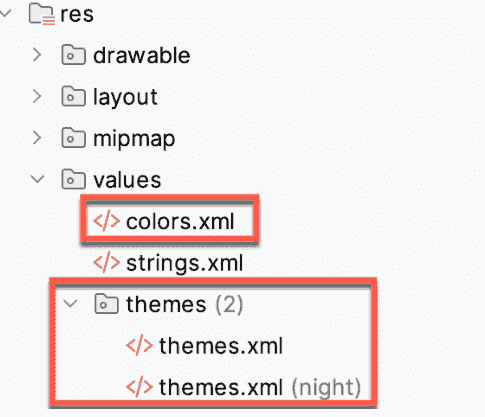 res
drawable
layout
mipmap
values
</> colors.xml
</> strings.xml
themes (2)
</> themes.xml
</> themes.xml (night)